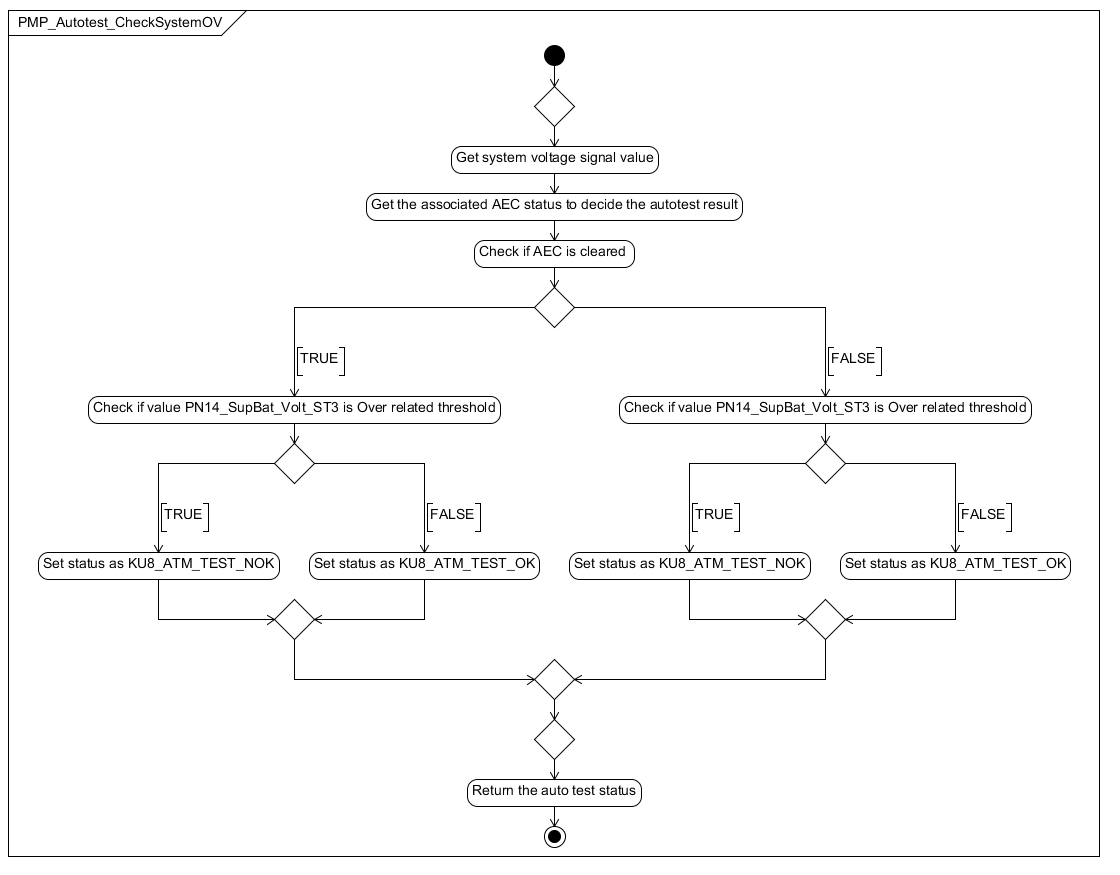 PMP_Autotest_CheckSystemOV
Get system voltage signal value
Get the associated AEC status to decide the autotest result
Check if AEC is cleared
[TRUE]
[FALSE]
Check if value PN14_SupBat_Volt_ST3 is Over related threshold
Check if value PN14_SupBat_Volt_ST3 is Over related threshold
[TRUE]
[FALSE]
[TRUE]
[FALSE]
Set status as KU8_ATM_TEST_NOK
Set status as KU8_ATM_TEST_OK
Set status as KU8_ATM_TEST_NOK
Set status as KU8_ATM_TEST_OK
Return the auto test status